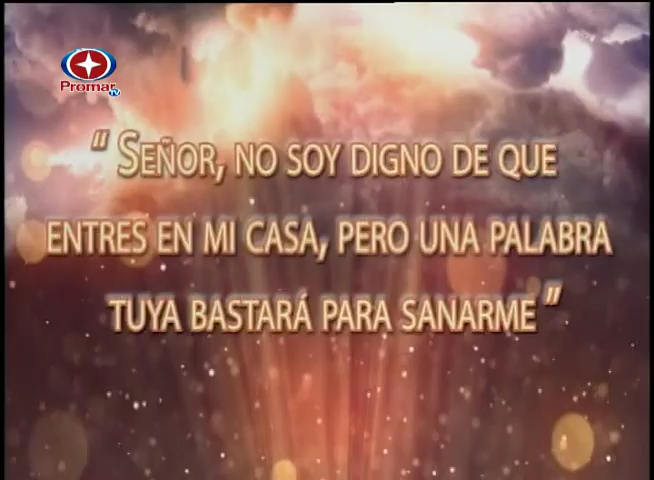 Promar TV
“ SEÑOR, NO SOY DIGNO DE QUE
ENTRES EN MI CASA, PERO UNA PALABRA
TUYA BASTARÁ PARA SANARME ”